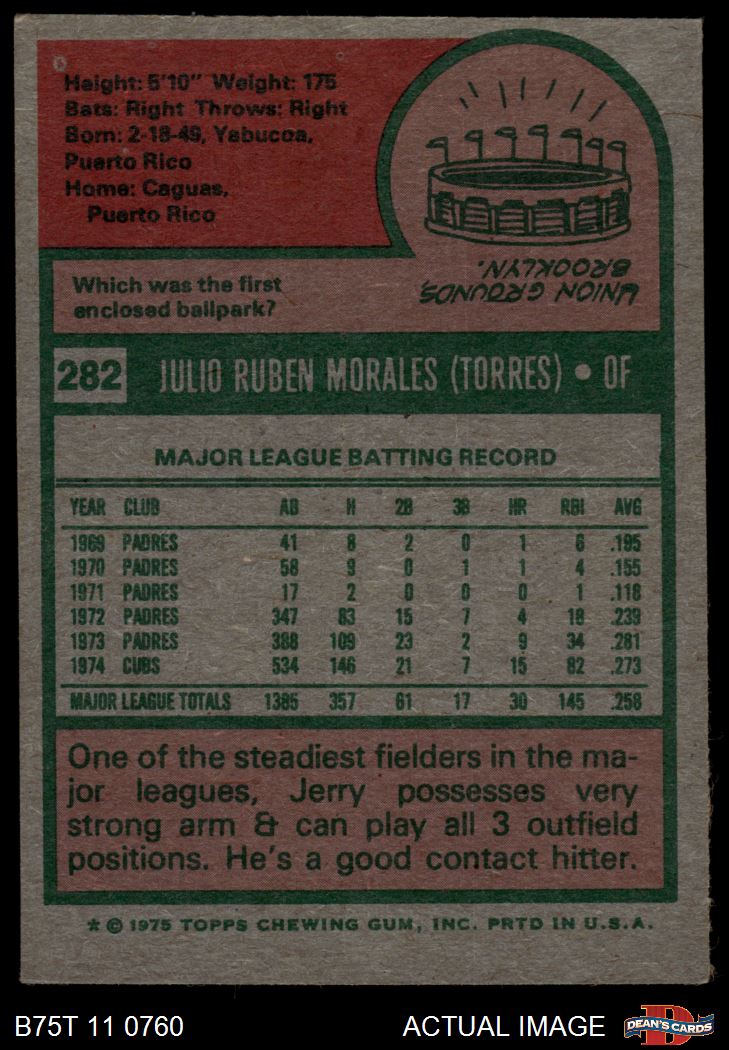 Height: 5'10" Weight: 175
Bats: Right Throws: Right
Born: 2-18-49, Yabucoa,
Puerto Rico
Home: Caguas,
Puerto Rico
Which was the first
enclosed ballpark?
UNION GROUNDS,
BROOKLYN.
282 JULIO RUBEN MORALES (TORRES) • OF
MAJOR LEAGUE BATTING RECORD
YEAR CLUB AB H 2B 3B HR RBI AVG
1969 PADRES 41 8 2 0 1 6 .195
1970 PADRES 58 9 0 1 1 4 .155
1971 PADRES 17 2 0 0 0 1 .118
1972 PADRES 347 83 15 7 4 18 .239
1973 PADRES 388 109 23 2 9 34 .281
1974 CUBS 534 146 21 7 15 82 .273
MAJOR LEAGUE TOTALS 1385 357 61 17 30 145 .258
One of the steadiest fielders in the ma-
jor leagues, Jerry possesses very
strong arm & can play all 3 outfield
positions. He's a good contact hitter.
* © 1975 TOPPS CHEWING GUM, INC. PRTD IN U.S.A.
B75T 11 0760 ACTUAL IMAGE DEAN'S CARDS